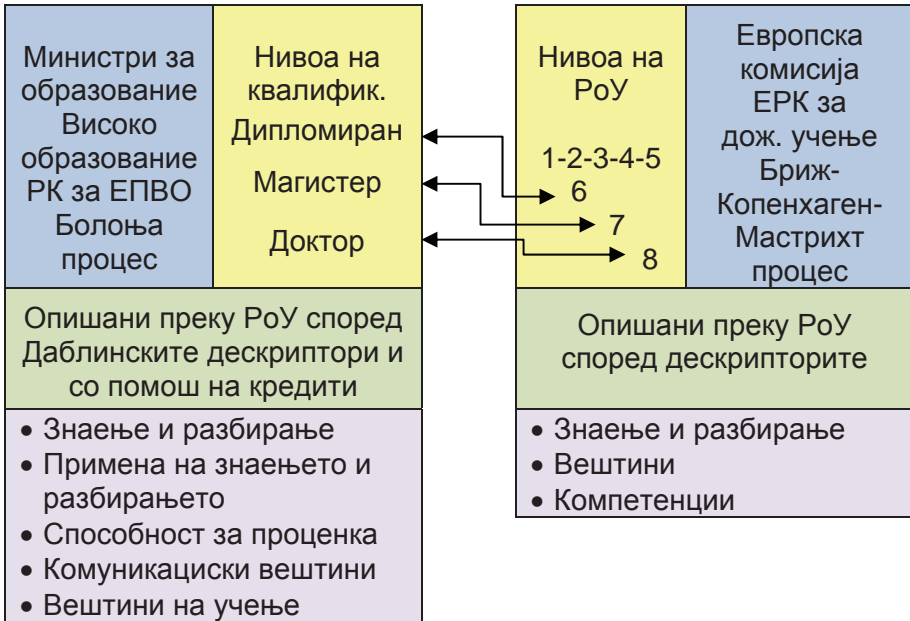 Министри за
образование
Високо
образование
РК за ЕПВО
Болоња
процес
Нивоа на
квалифик.
Дипломиран
Магистер
Доктор
Опишани преку РоУ според
Даблинските дескриптори и
со помош на кредити
• Знаење и разбирање
• Примена на знаењето и
разбирањето
• Способност за проценка
• Комуникациски вештини
• Вештини на учење
Нивоа на
РоУ
1-2-3-4-5
6
7
8
Европска
комисија
ЕРК за
дож. учење
Бриж-
Копенхаген-
Мастрихт
процес
Опишани преку РоУ
според дескрипторите
• Знаење и разбирање
• Вештини
• Компетенции